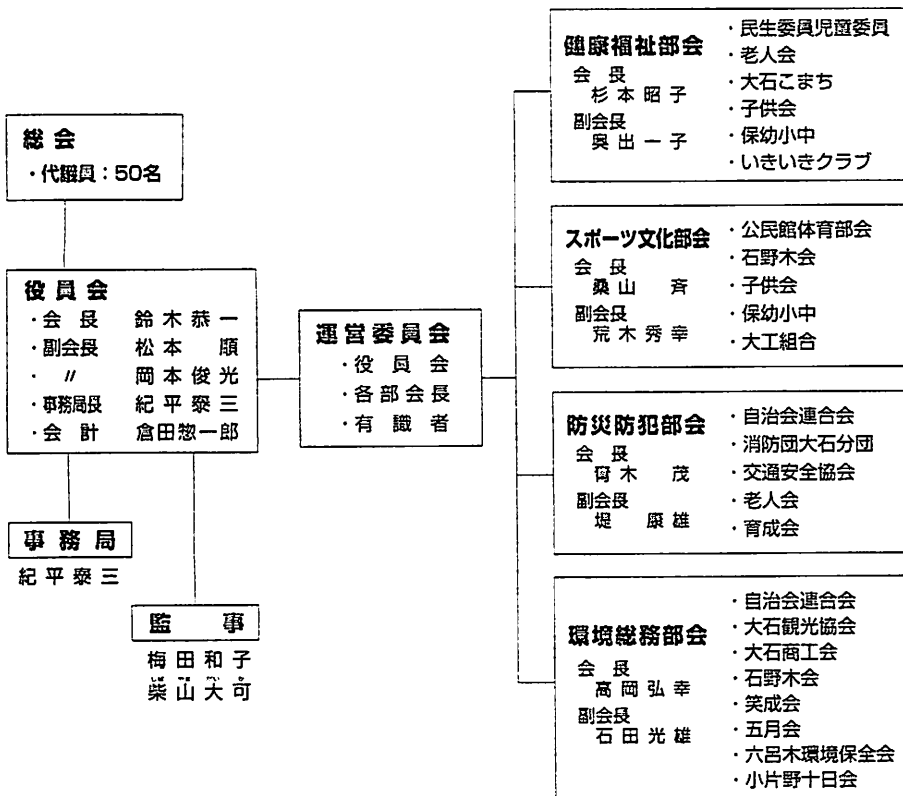 総会
・代議員：50名
役員会
・会長 鈴木恭一
・副会長 松本 順
・ 〃 岡本俊光
・事務局長 紀平泰三
・会計 倉田惣一郎
事務局
紀平泰三
監 事
梅田和子
柴山大可
運営委員会
・役員会
・各部会長
・有識者
健康福祉部会
会長
杉本昭子
副会長
奥出一子
・民生委員児童委員
・老人会
・大石こまち
・子供会
・保幼小中
・いきいきクラブ
スポーツ文化部会
会長
桑山 斉
副会長
荒木秀幸
・公民館体育部会
・石野木会
・子供会
・保幼小中
・大工組合
防災防犯部会
会長
青木 茂
副会長
堤 康雄
・自治会連合会
・消防団大石分団
・交通安全協会
・老人会
・育成会
環境総務部会
会長
高岡弘幸
副会長
石田光雄
・自治会連合会
・大石観光協会
・大石商工会
・石野木会
・笑成会
・五月会
・六呂木環境保全会
・小片野十日会